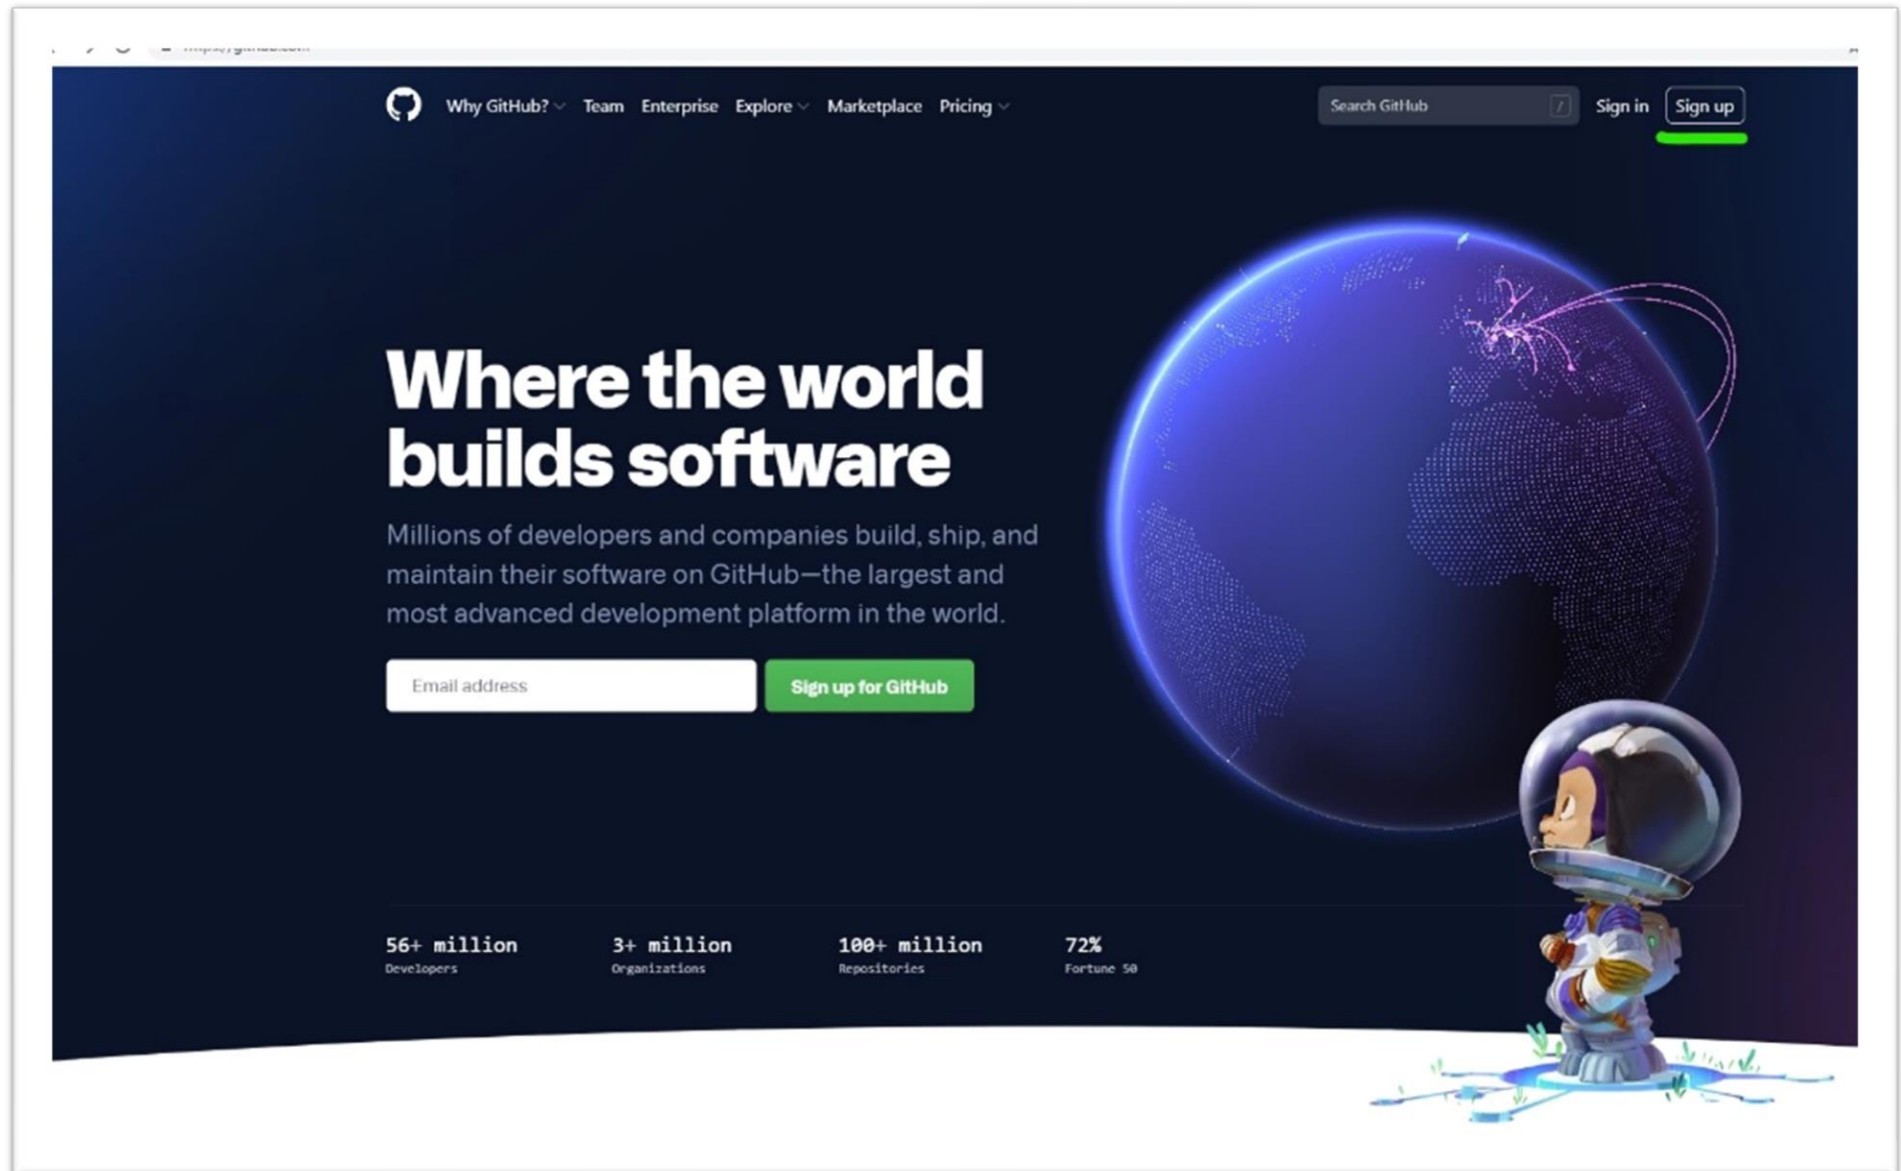 Why GitHub? Team Enterprise Explore Marketplace Pricing
Search GitHub / Sign in Sign up
Where the world
builds software
Millions of developers and companies build, ship, and
maintain their software on GitHub—the largest and
most advanced development platform in the world.
Email address Sign up for GitHub
56+ million 3+ million 100+ million 72%
Developers Organizations Repositories Fortune 50